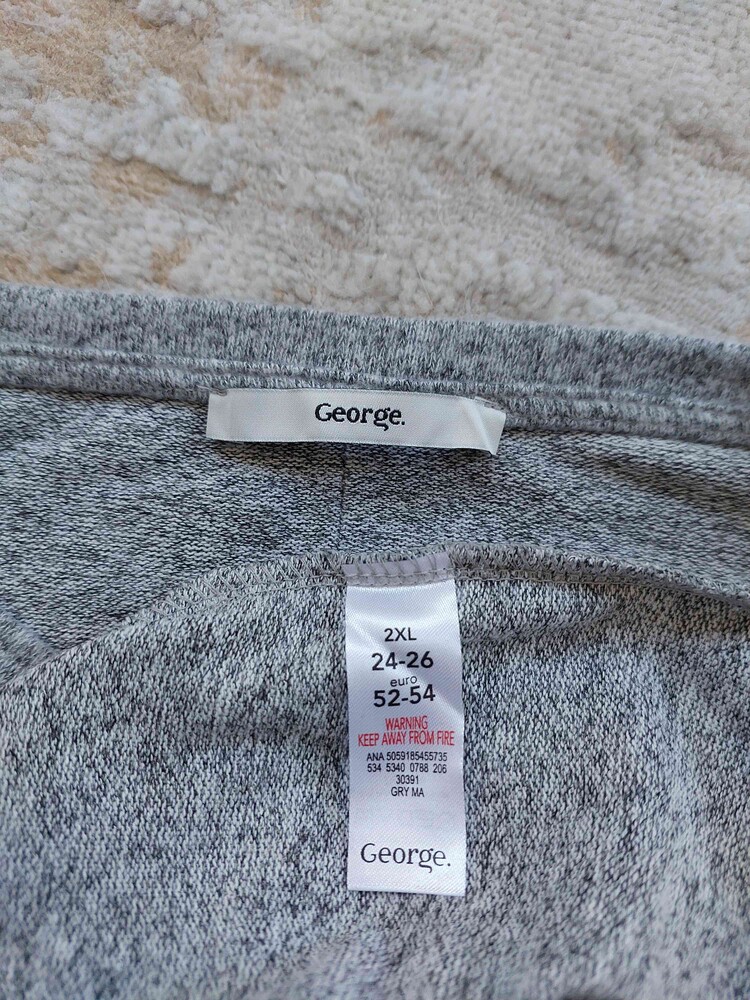 George.
2XL
24-26
euro
52-54
WARNING
KEEP AWAY FROM FIRE
ANA 5059185455735
534 5340 0788 206
30391
GRY MA
George.